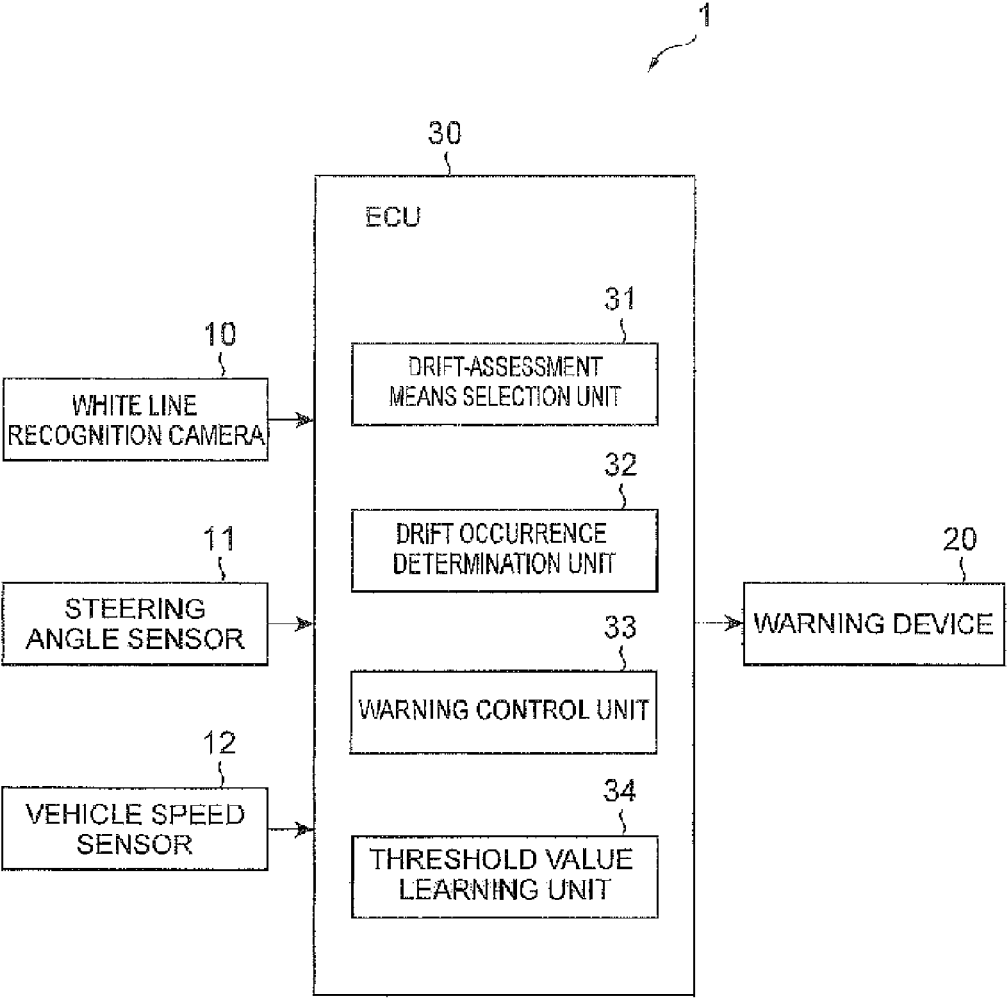 1
30
ECU
31
DRIFT-ASSESSMENT
MEANS SELECTION UNIT
10
WHITE LINE
RECOGNITION CAMERA
32
DRIFT OCCURRENCE
DETERMINATION UNIT
11
STEERING
ANGLE SENSOR
20
WARNING DEVICE
33
WARNING CONTROL UNIT
12
VEHICLE SPEED
SENSOR
34
THRESHOLD VALUE
LEARNING UNIT